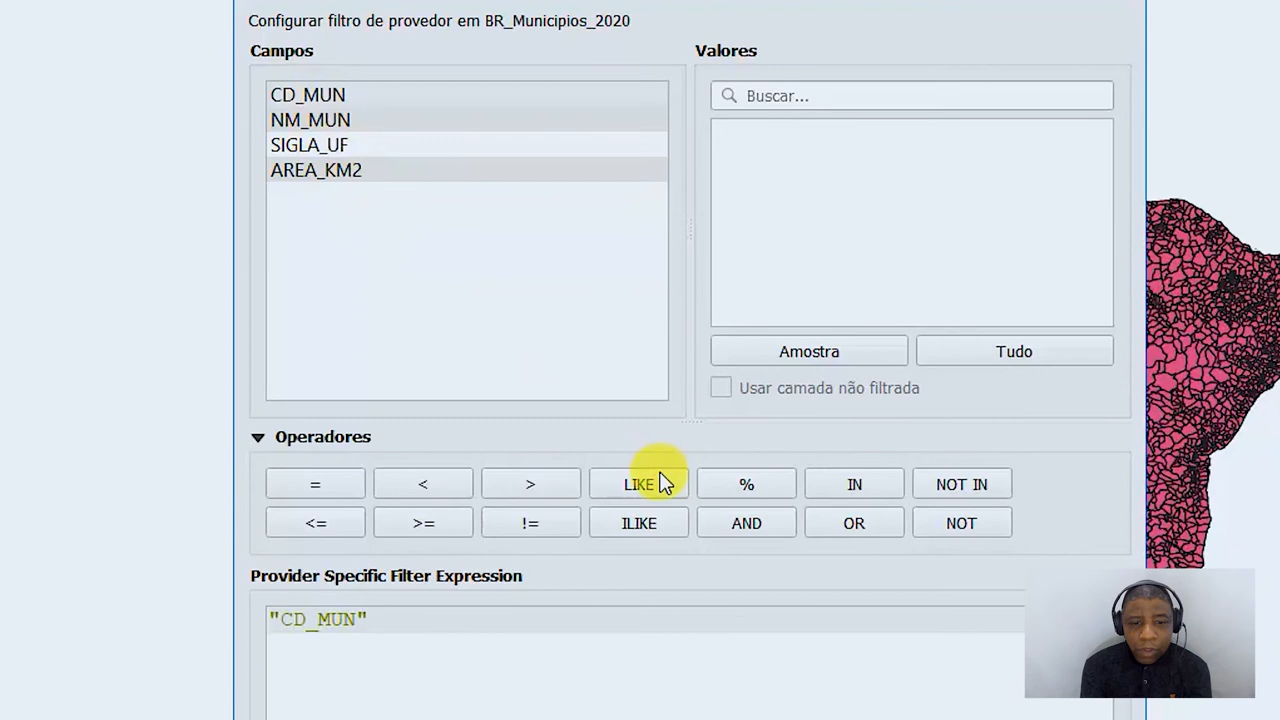 Configurar filtro de provedor em BR_Municipios_2020
Campos
CD_MUN
NM_MUN
SIGLA_UF
AREA_KM2
Valores
Buscar...
Amostra
Tudo
Usar camada não filtrada
Operadores
= < > LIKE % IN NOT IN
<= >= != ILIKE AND OR NOT
Provider Specific Filter Expression
"CD_MUN"